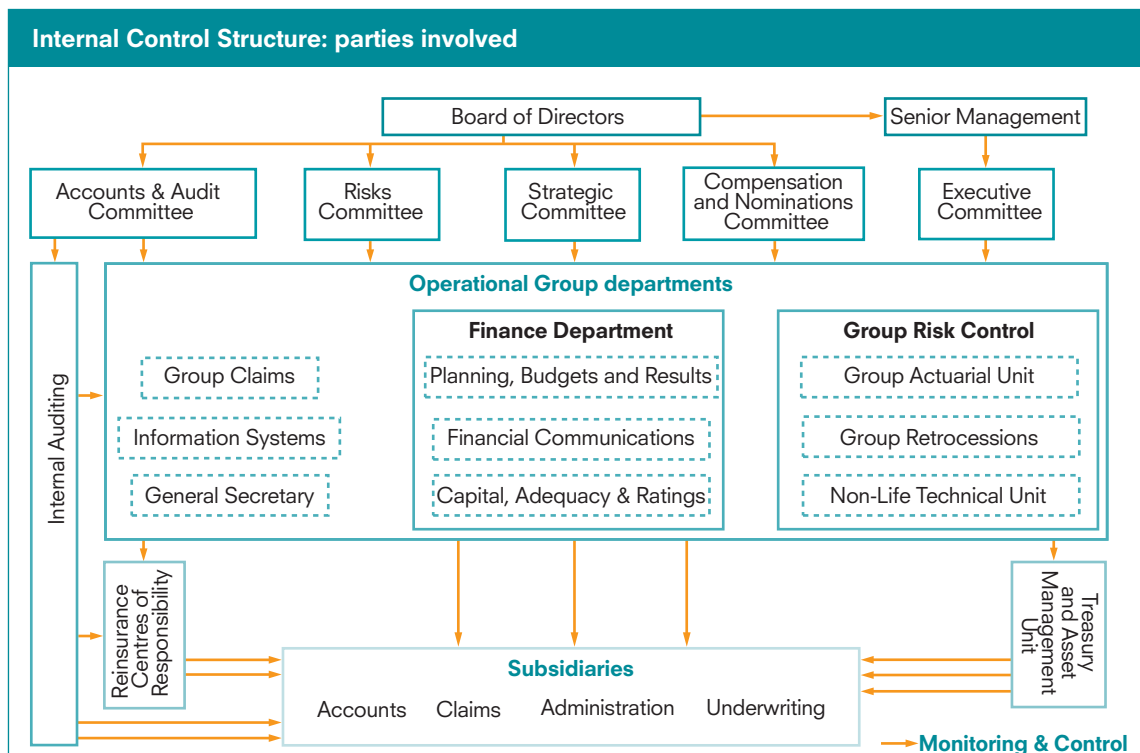 Internal Control Structure: parties involved
Board of Directors
Senior Management
Accounts & Audit
Committee
Risks
Committee
Strategic
Committee
Compensation
and Nominations
Committee
Executive
Committee
Operational Group departments
Internal Auditing
Group Claims
Information Systems
General Secretary
Finance Department
Planning, Budgets and Results
Financial Communications
Capital, Adequacy & Ratings
Group Risk Control
Group Actuarial Unit
Group Retrocessions
Non-Life Technical Unit
Reinsurance
Centres of
Responsibility
Treasury
and Asset
Management
Unit
Subsidiaries
Accounts
Claims
Administration
Underwriting
Monitoring & Control